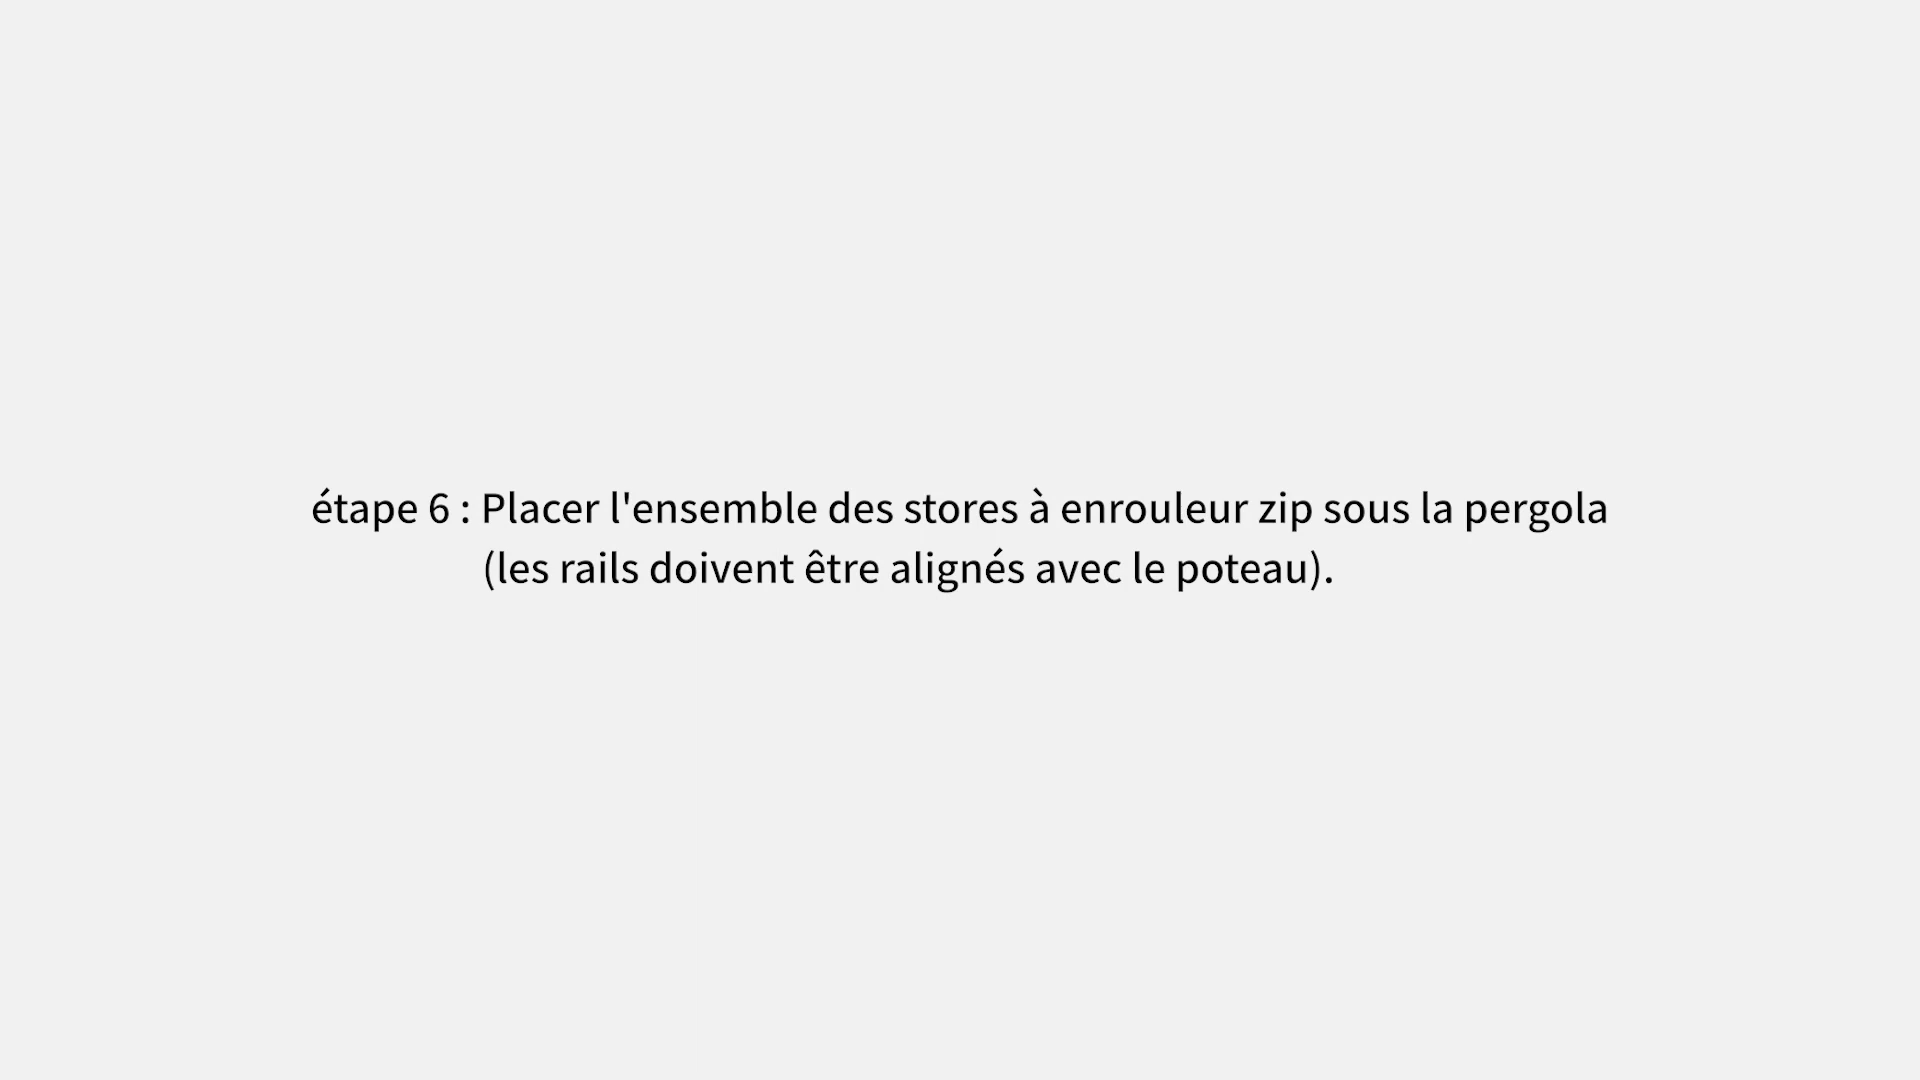 étape 6 : Placer l'ensemble des stores à enrouleur zip sous la pergola
(les rails doivent être alignés avec le poteau).